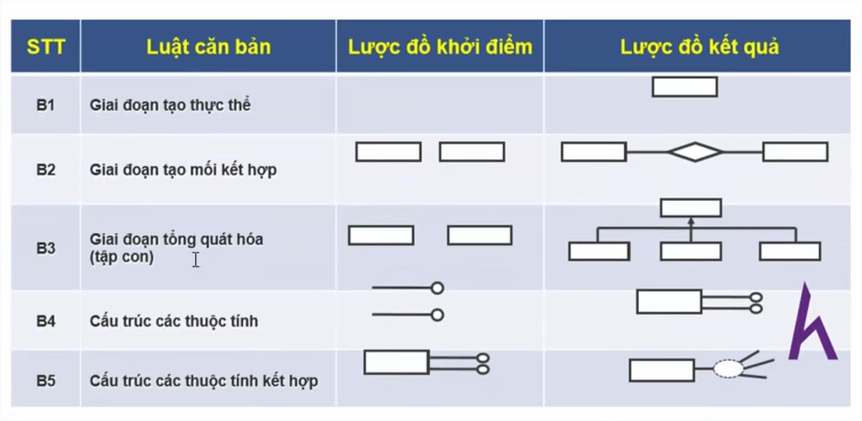 STT Luật căn bản Lược đồ khởi điểm Lược đồ kết quả
B1 Giai đoạn tạo thực thể
B2 Giai đoạn tạo mối kết hợp
B3 Giai đoạn tổng quát hóa
(tập con)
B4 Cấu trúc các thuộc tính
B5 Cấu trúc các thuộc tính kết hợp